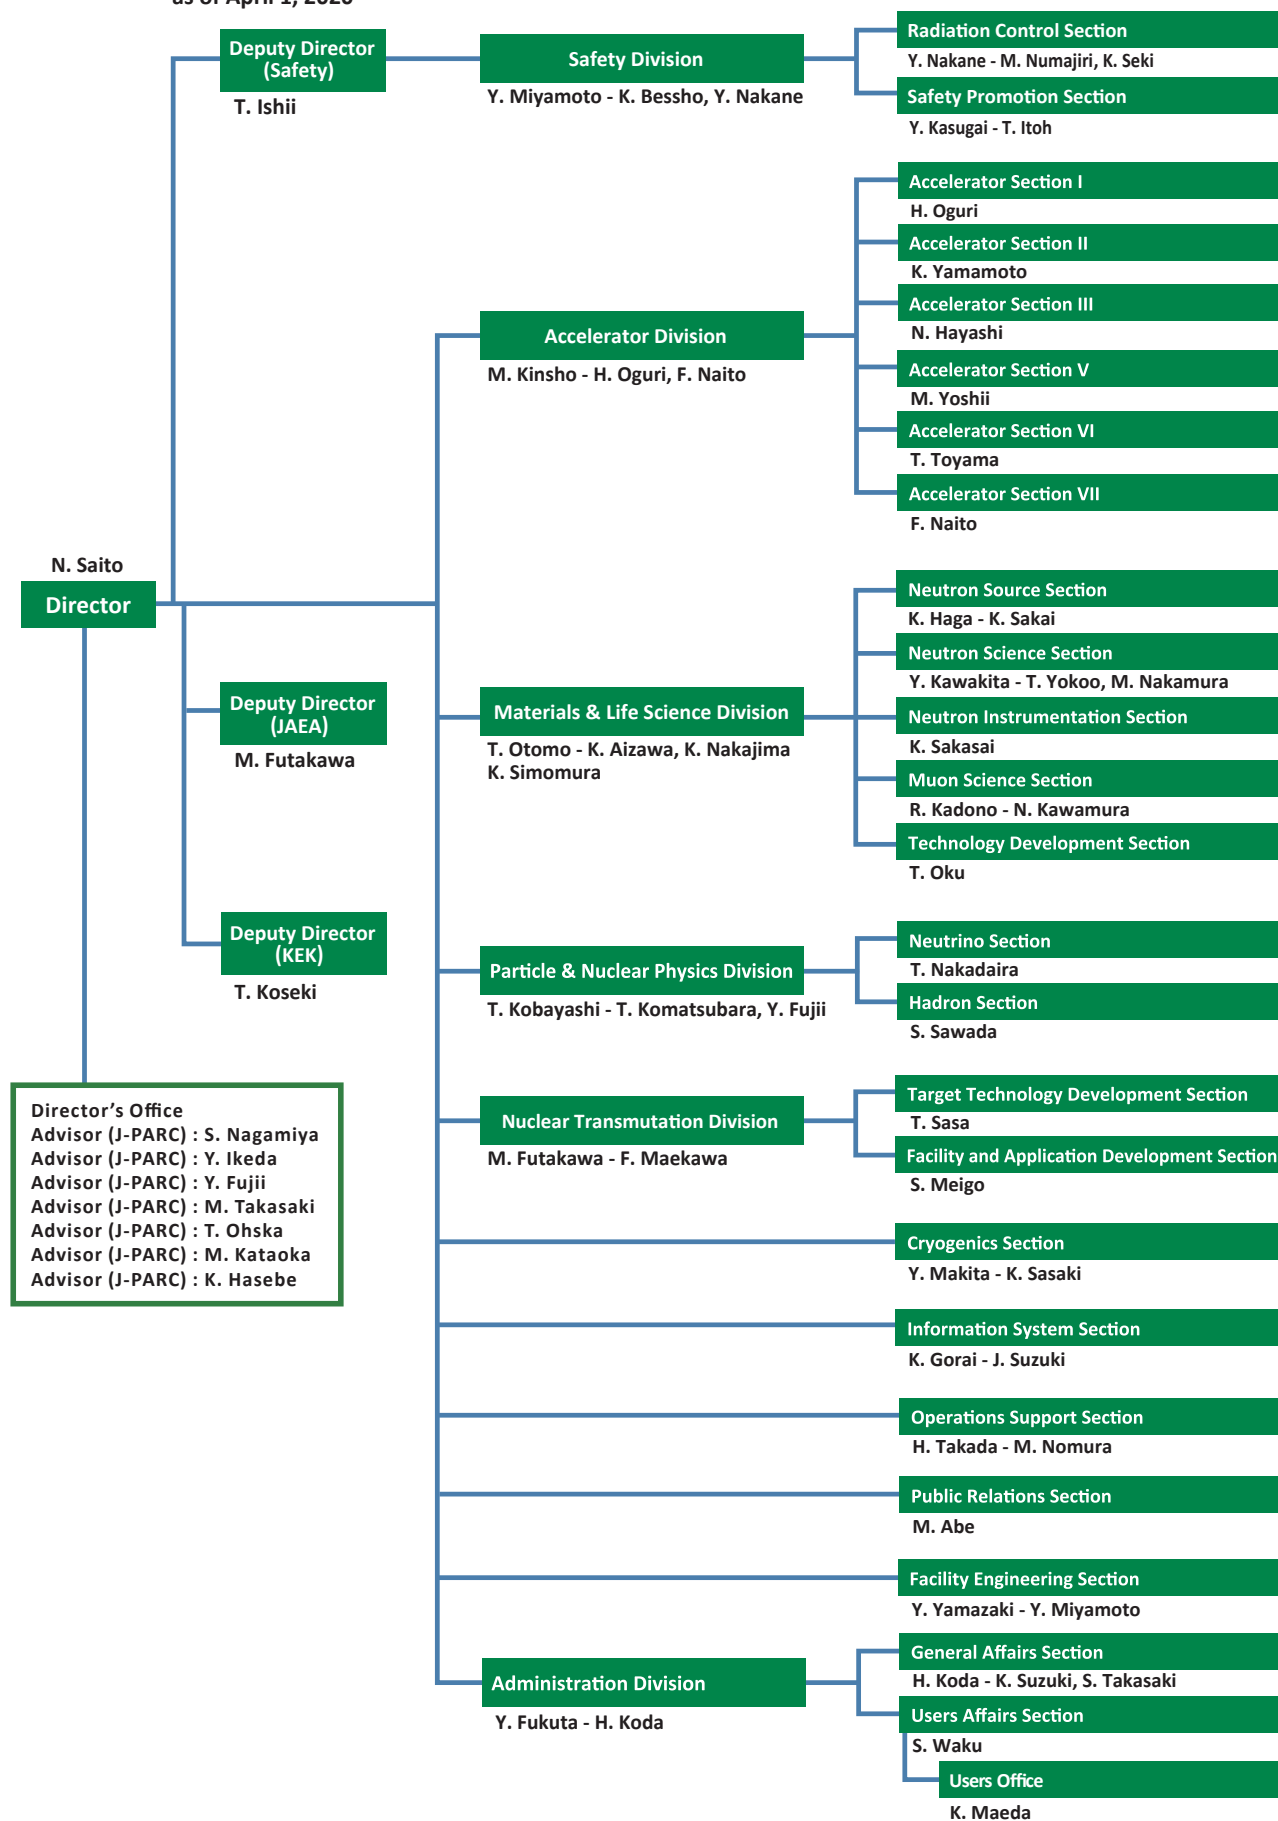 as of April 1, 2020
Deputy Director
(Safety)
T. Ishii
Safety Division
Y. Miyamoto - K. Bessho, Y. Nakane
Radiation Control Section
Y. Nakane - M. Numajiri, K. Seki
Safety Promotion Section
Y. Kasugai - T. Itoh
Accelerator Division
M. Kinsho - H. Oguri, F. Naito
Accelerator Section I
H. Oguri
Accelerator Section II
K. Yamamoto
Accelerator Section III
N. Hayashi
Accelerator Section V
M. Yoshii
Accelerator Section VI
T. Toyama
Accelerator Section VII
F. Naito
N. Saito
Director
Deputy Director
(JAEA)
M. Futakawa
Deputy Director
(KEK)
T. Koseki
Materials & Life Science Division
T. Otomo - K. Aizawa, K. Nakajima
K. Simomura
Neutron Source Section
K. Haga - K. Sakai
Neutron Science Section
Y. Kawakita - T. Yokoo, M. Nakamura
Neutron Instrumentation Section
K. Sakasai
Muon Science Section
R. Kadono - N. Kawamura
Technology Development Section
T. Oku
Particle & Nuclear Physics Division
T. Kobayashi - T. Komatsubara, Y. Fujii
Neutrino Section
T. Nakadaira
Hadron Section
S. Sawada
Director's Office
Advisor (J-PARC) : S. Nagamiya
Advisor (J-PARC) : Y. Ikeda
Advisor (J-PARC) : Y. Fujii
Advisor (J-PARC) : M. Takasaki
Advisor (J-PARC) : T. Ohska
Advisor (J-PARC) : M. Kataoka
Advisor (J-PARC) : K. Hasebe
Nuclear Transmutation Division
M. Futakawa - F. Maekawa
Target Technology Development Section
T. Sasa
Facility and Application Development Section
S. Meigo
Cryogenics Section
Y. Makita - K. Sasaki
Information System Section
K. Gorai - J. Suzuki
Operations Support Section
H. Takada - M. Nomura
Public Relations Section
M. Abe
Facility Engineering Section
Y. Yamazaki - Y. Miyamoto
Administration Division
Y. Fukuta - H. Koda
General Affairs Section
H. Koda - K. Suzuki, S. Takasaki
Users Affairs Section
S. Waku
Users Office
K. Maeda